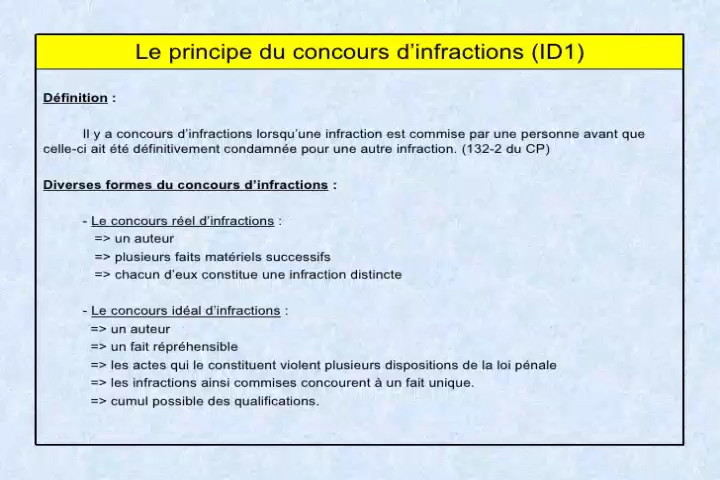 Le principe du concours d’infractions (ID1)
Définition :
Il y a concours d’infractions lorsqu’une infraction est commise par une personne avant que
celle-ci ait été définitivement condamnée pour une autre infraction. (132-2 du CP)
Diverses formes du concours d’infractions :
- Le concours réel d’infractions :
=> un auteur
=> plusieurs faits matériels successifs
=> chacun d’eux constitue une infraction distincte
- Le concours idéal d’infractions :
=> un auteur
=> un fait répréhensible
=> les actes qui le constituent violent plusieurs dispositions de la loi pénale
=> les infractions ainsi commises concourent à un fait unique.
=> cumul possible des qualifications.